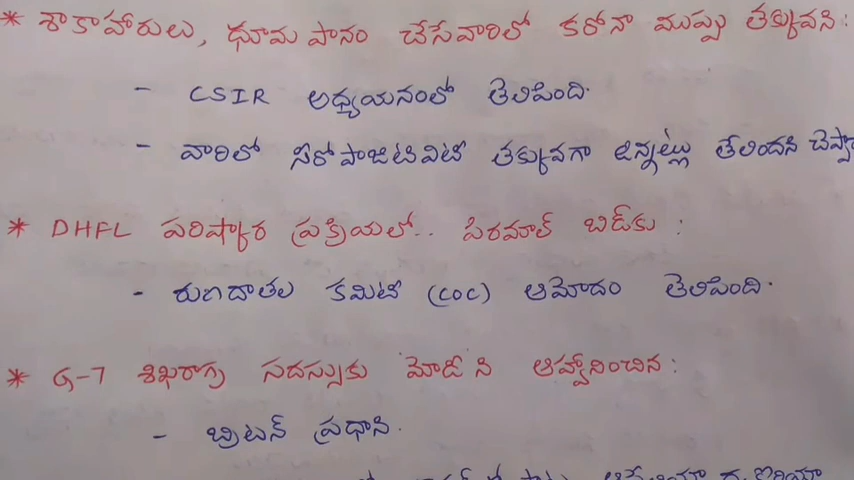 * శాకాహారులు, ధూమపానం చేసేవారిలో కరోనా ముప్పు తక్కువని:
- CSIR అధ్యయనంలో తెలిపింది.
- వారిలో సీరోపాజిటివిటీ తక్కువగా ఉన్నట్లు తేలిందని
* DHFL పరిష్కార ప్రక్రియలో.. పిరమాల్ బిడ్‌కు :
- రుణదాతల కమిటీ (COC) ఆమోదం తెలిపింది.
* G-7 శిఖరాగ్ర సదస్సుకు మోడీని ఆహ్వానించిన :
- బ్రిటన్ ప్రధాని.